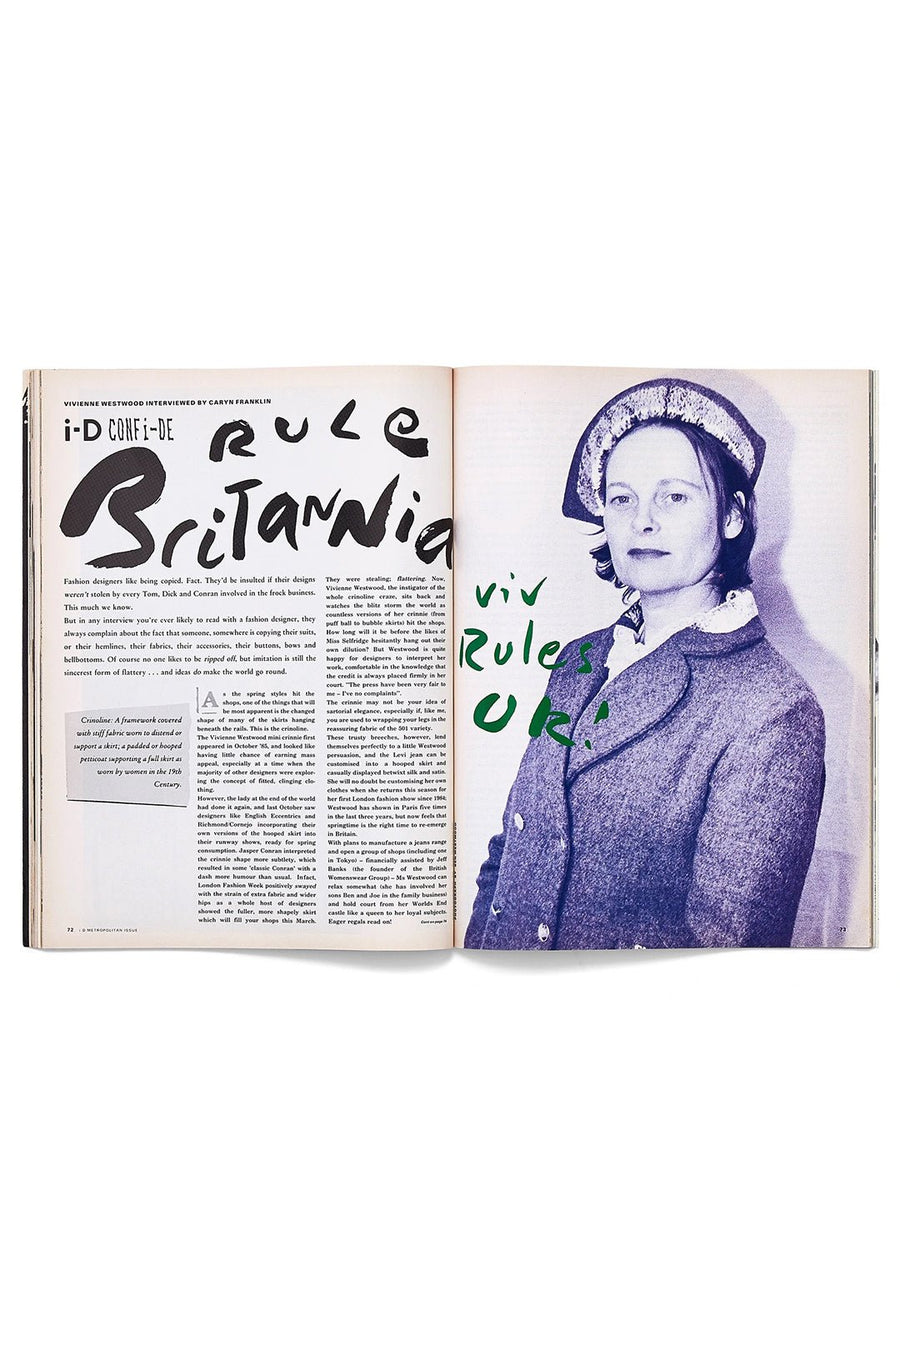 VIVIENNE WESTWOOD INTERVIEWED BY CARYN FRANKLIN
i-D CONFi-DE
RULE
BRiTANNia
Fashion designers like being copied. Fact. They'd be insulted if their designs
weren't stolen by every Tom, Dick and Conran involved in the frock business.
This much we know.
But in any interview you're ever likely to read with a fashion designer, they
always complain about the fact that someone, somewhere is copying their suits,
or their hemlines, their fabrics, their accessories, their buttons, bows and
bellbottoms. Of course no one likes to be ripped off, but imitation is still the
sincerest form of flattery . . . and ideas do make the world go round.
Crinoline: A framework covered
with stiff fabric worn to distend or
support a skirt; a padded or hooped
petticoat supporting a full skirt as
worn by women in the 19th
Century.
As the spring styles hit the
shops, one of the things that will
be most apparent is the changed
shape of many of the skirts hanging
beneath the rails. This is the crinoline.
The Vivienne Westwood mini crinnie first
appeared in October '85, and looked like
having little chance of earning mass
appeal, especially at a time when the
majority of other designers were explor-
ing the concept of fitted, clinging clo-
thing.
However, the lady at the end of the world
had done it again, and last October saw
designers like English Eccentrics and
Richmond/Cornejo incorporating their
own versions of the hooped skirt into
their runway shows, ready for spring
consumption. Jasper Conran interpreted
the crinnie shape more subtlety, which
resulted in some 'classic Conran' with a
dash more humour than usual. Infact,
London Fashion Week positively swayed
with the strain of extra fabric and wider
hips as a whole host of designers
showed the fuller, more shapely skirt
which will fill your shops this March.
They were stealing; flattering. Now,
Vivienne Westwood, the instigator of the
whole crinoline craze, sits back and
watches the blitz storm the world as
countless versions of her crinnie (from
puff ball to bubble skirts) hit the shops.
How long will it be before the likes of
Miss Selfridge hesitantly hang out their
own dilution? But Westwood is quite
happy for designers to interpret her
work, comfortable in the knowledge that
the credit is always placed firmly in her
court. "The press have been very fair to
me – I've no complaints".
The crinnie may not be your idea of
sartorial elegance, especially if, like me,
you are used to wrapping your legs in the
reassuring fabric of the 501 variety.
These trusty breeches, however, lend
themselves perfectly to a little Westwood
persuasion, and the Levi jean can be
customised into a hooped skirt and
casually displayed betwixt silk and satin.
She will no doubt be customising her own
clothes when she returns this season for
her first London fashion show since 1984;
Westwood has shown in Paris five times
in the last three years, but now feels that
springtime is the right time to re-emerge
in Britain.
With plans to manufacture a jeans range
and open a group of shops (including one
in Tokyo) – financially assisted by Jeff
Banks (the founder of the British
Womenswear Group) – Ms Westwood can
relax somewhat (she has involved her
sons Ben and Joe in the family business)
and hold court from her Worlds End
castle like a queen to her loyal subjects.
Eager regals read on!
72 i-D METROPOLITAN ISSUE
viv
Rules
OK!
73